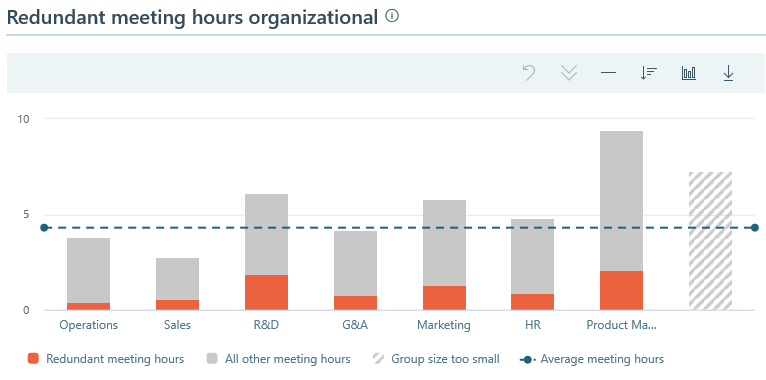 Redundant meeting hours organizational
10
5
0
Operations Sales R&D G&A Marketing HR Product Ma...
Redundant meeting hours All other meeting hours Group size too small Average meeting hours